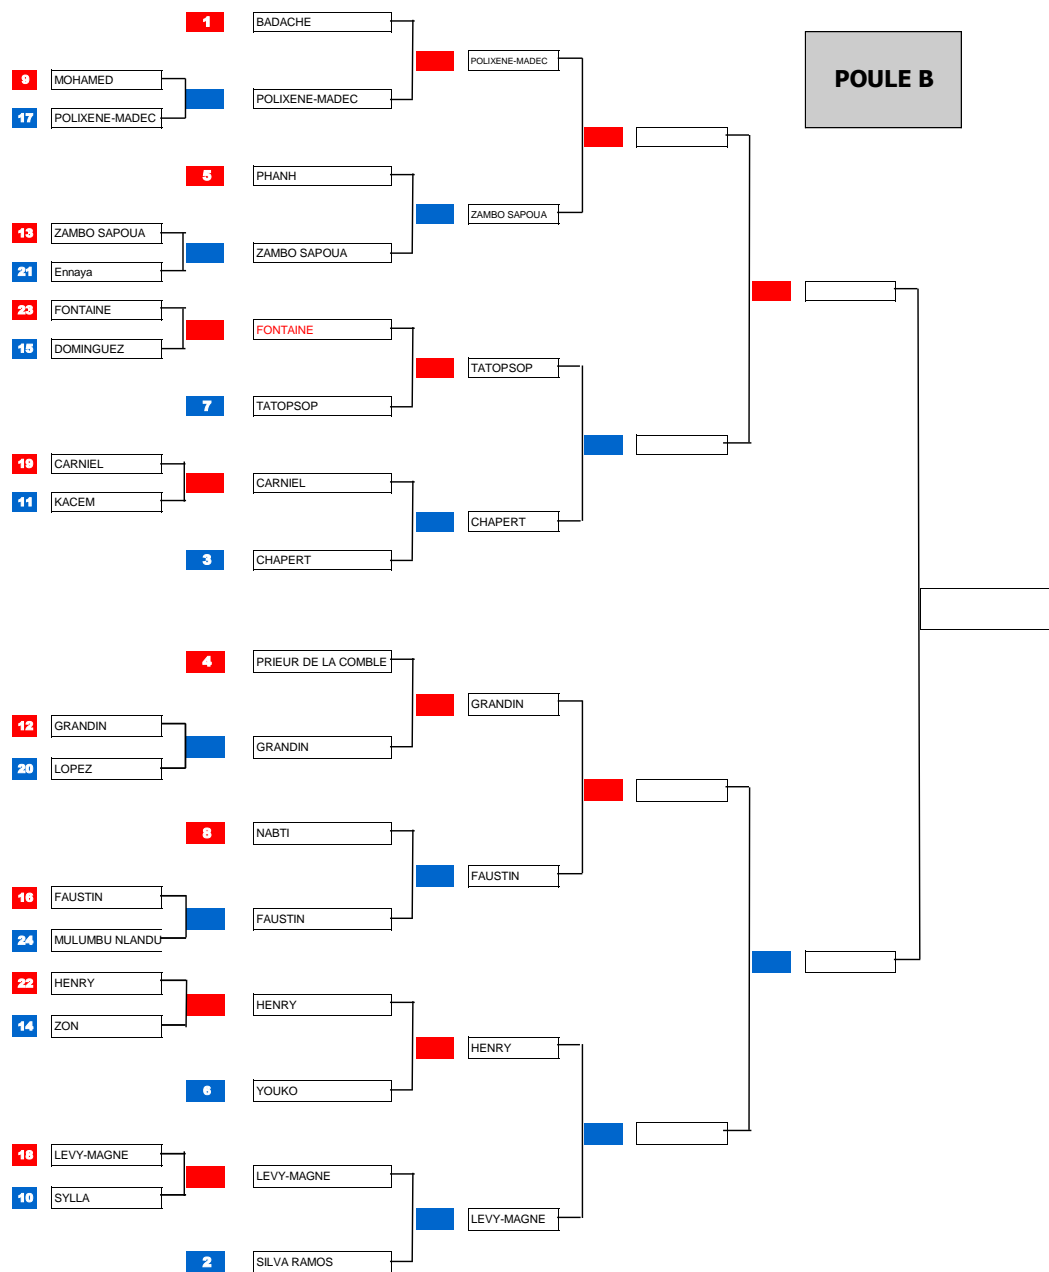 1 BADACHE
POLIXENE-MADEC
POULE B
9 MOHAMED
POLIXENE-MADEC
17 POLIXENE-MADEC
5 PHANH
ZAMBO SAPOUA
13 ZAMBO SAPOUA
ZAMBO SAPOUA
21 Ennaya
23 FONTAINE
FONTAINE
15 DOMINGUEZ
TATOPSOP
7 TATOPSOP
19 CARNIEL
CARNIEL
11 KACEM
CHAPERT
3 CHAPERT
4 PRIEUR DE LA COMBLE
GRANDIN
12 GRANDIN
GRANDIN
20 LOPEZ
8 NABTI
FAUSTIN
16 FAUSTIN
FAUSTIN
24 MULUMBU NLANDU
22 HENRY
HENRY
14 ZON
HENRY
6 YOUKO
18 LEVY-MAGNE
LEVY-MAGNE
10 SYLLA
LEVY-MAGNE
2 SILVA RAMOS